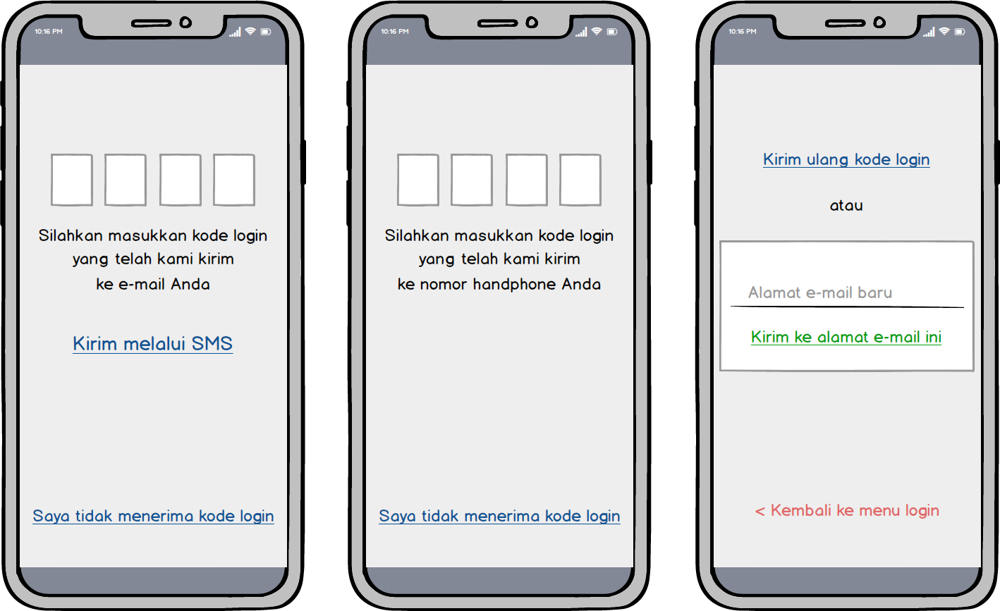 10:16 PM
Silahkan masukkan kode login
yang telah kami kirim
ke e-mail Anda
Kirim melalui SMS
Saya tidak menerima kode login
10:16 PM
Silahkan masukkan kode login
yang telah kami kirim
ke nomor handphone Anda
Saya tidak menerima kode login
10:16 PM
Kirim ulang kode login
atau
Alamat e-mail baru
Kirim ke alamat e-mail ini
< Kembali ke menu login